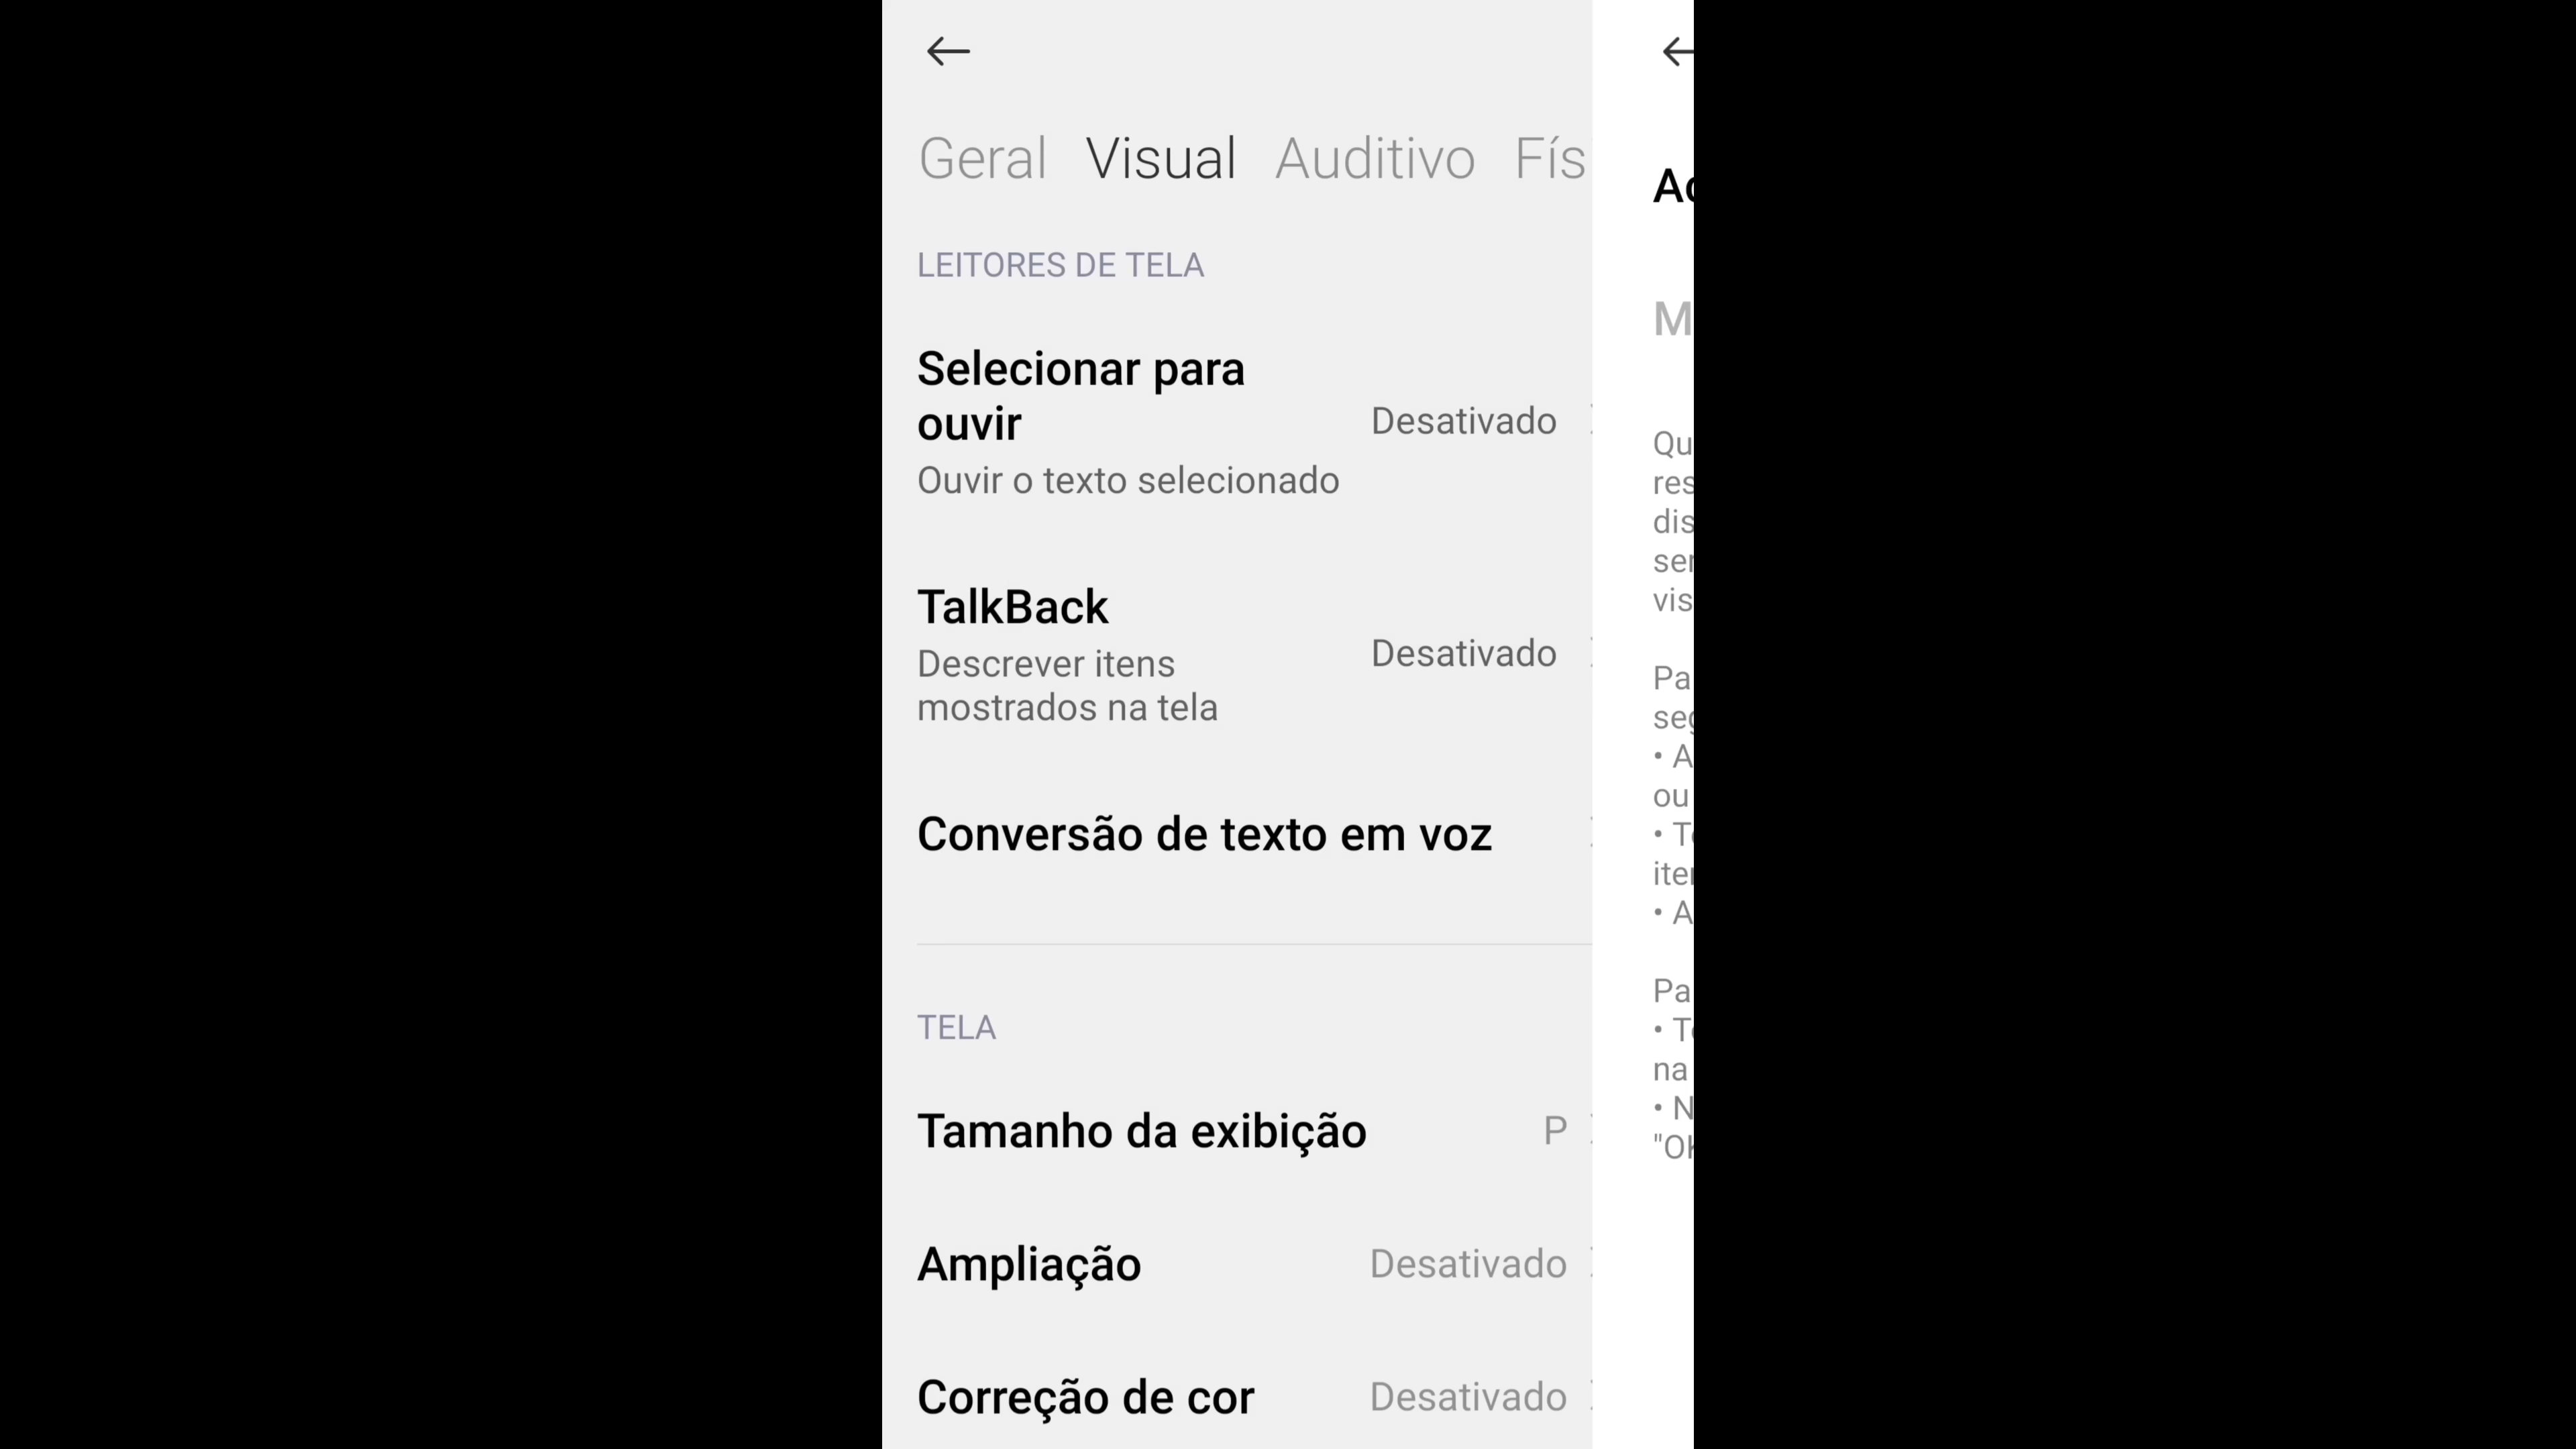 Geral Visual Auditivo
LEITORES DE TELA
Selecionar para
ouvir
Desativado
Ouvir o texto selecionado
TalkBack
Desativado
Descrever itens
mostrados na tela
Conversão de texto em voz
TELA
Tamanho da exibição P
Ampliação Desativado
Correção de cor Desativado